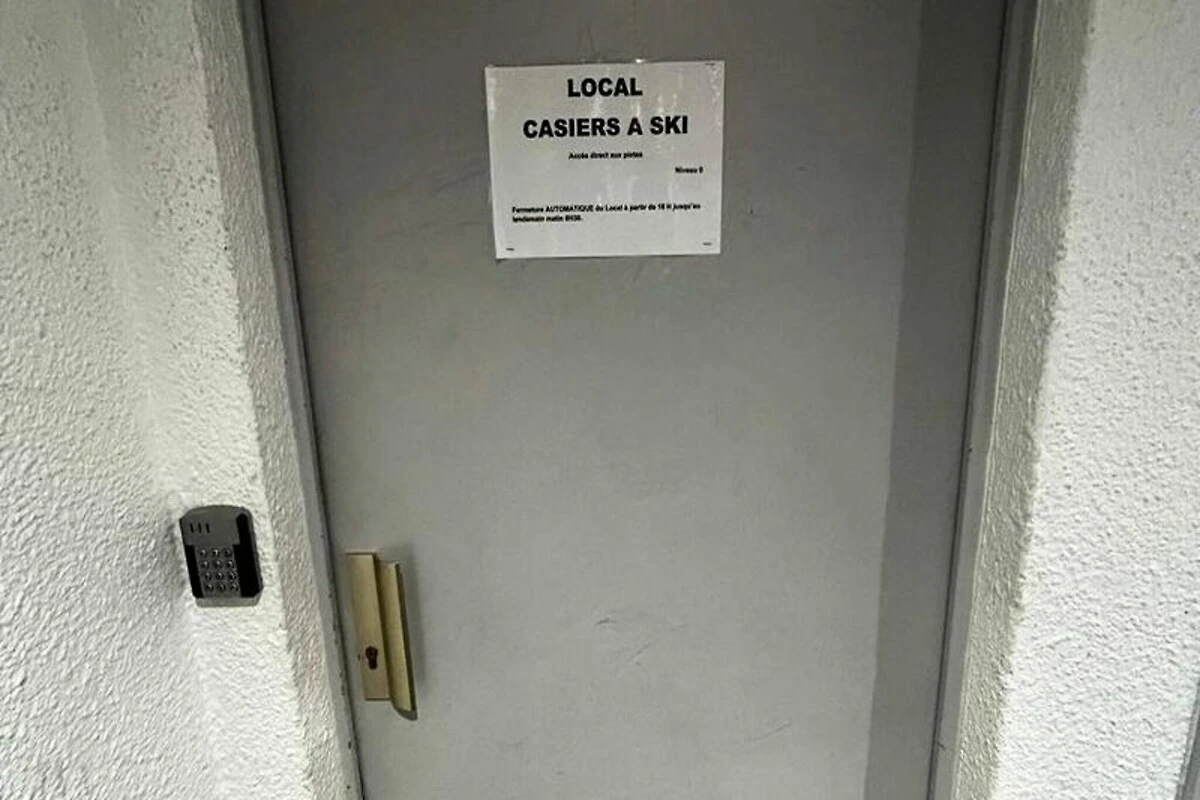 LOCAL
CASIERS A SKI
Accès direct aux pistes
Niveau 0
Fermeture AUTOMATIQUE du Local à partir de 18 H jusqu'au
lendemain matin 8H30.